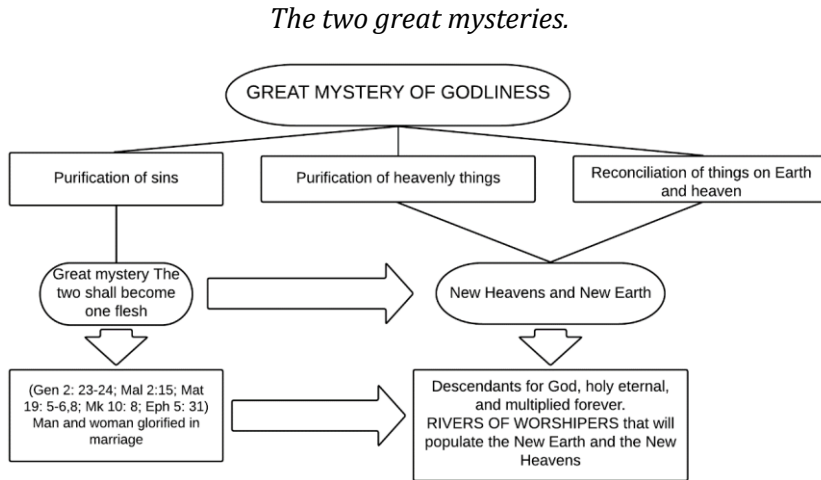 The two great mysteries.
GREAT MYSTERY OF GODLINESS
Purification of sins
Purification of heavenly things
Reconciliation of things on Earth
and heaven
Great mystery The
two shall become
one flesh
New Heavens and New Earth
(Gen 2: 23-24; Mal 2:15; Mat
19: 5-6,8; Mk 10: 8; Eph 5: 31)
Man and woman glorified in
marriage
Descendants for God, holy eternal,
and multiplied forever.
RIVERS OF WORSHIPERS that will
populate the New Earth and the New
Heavens